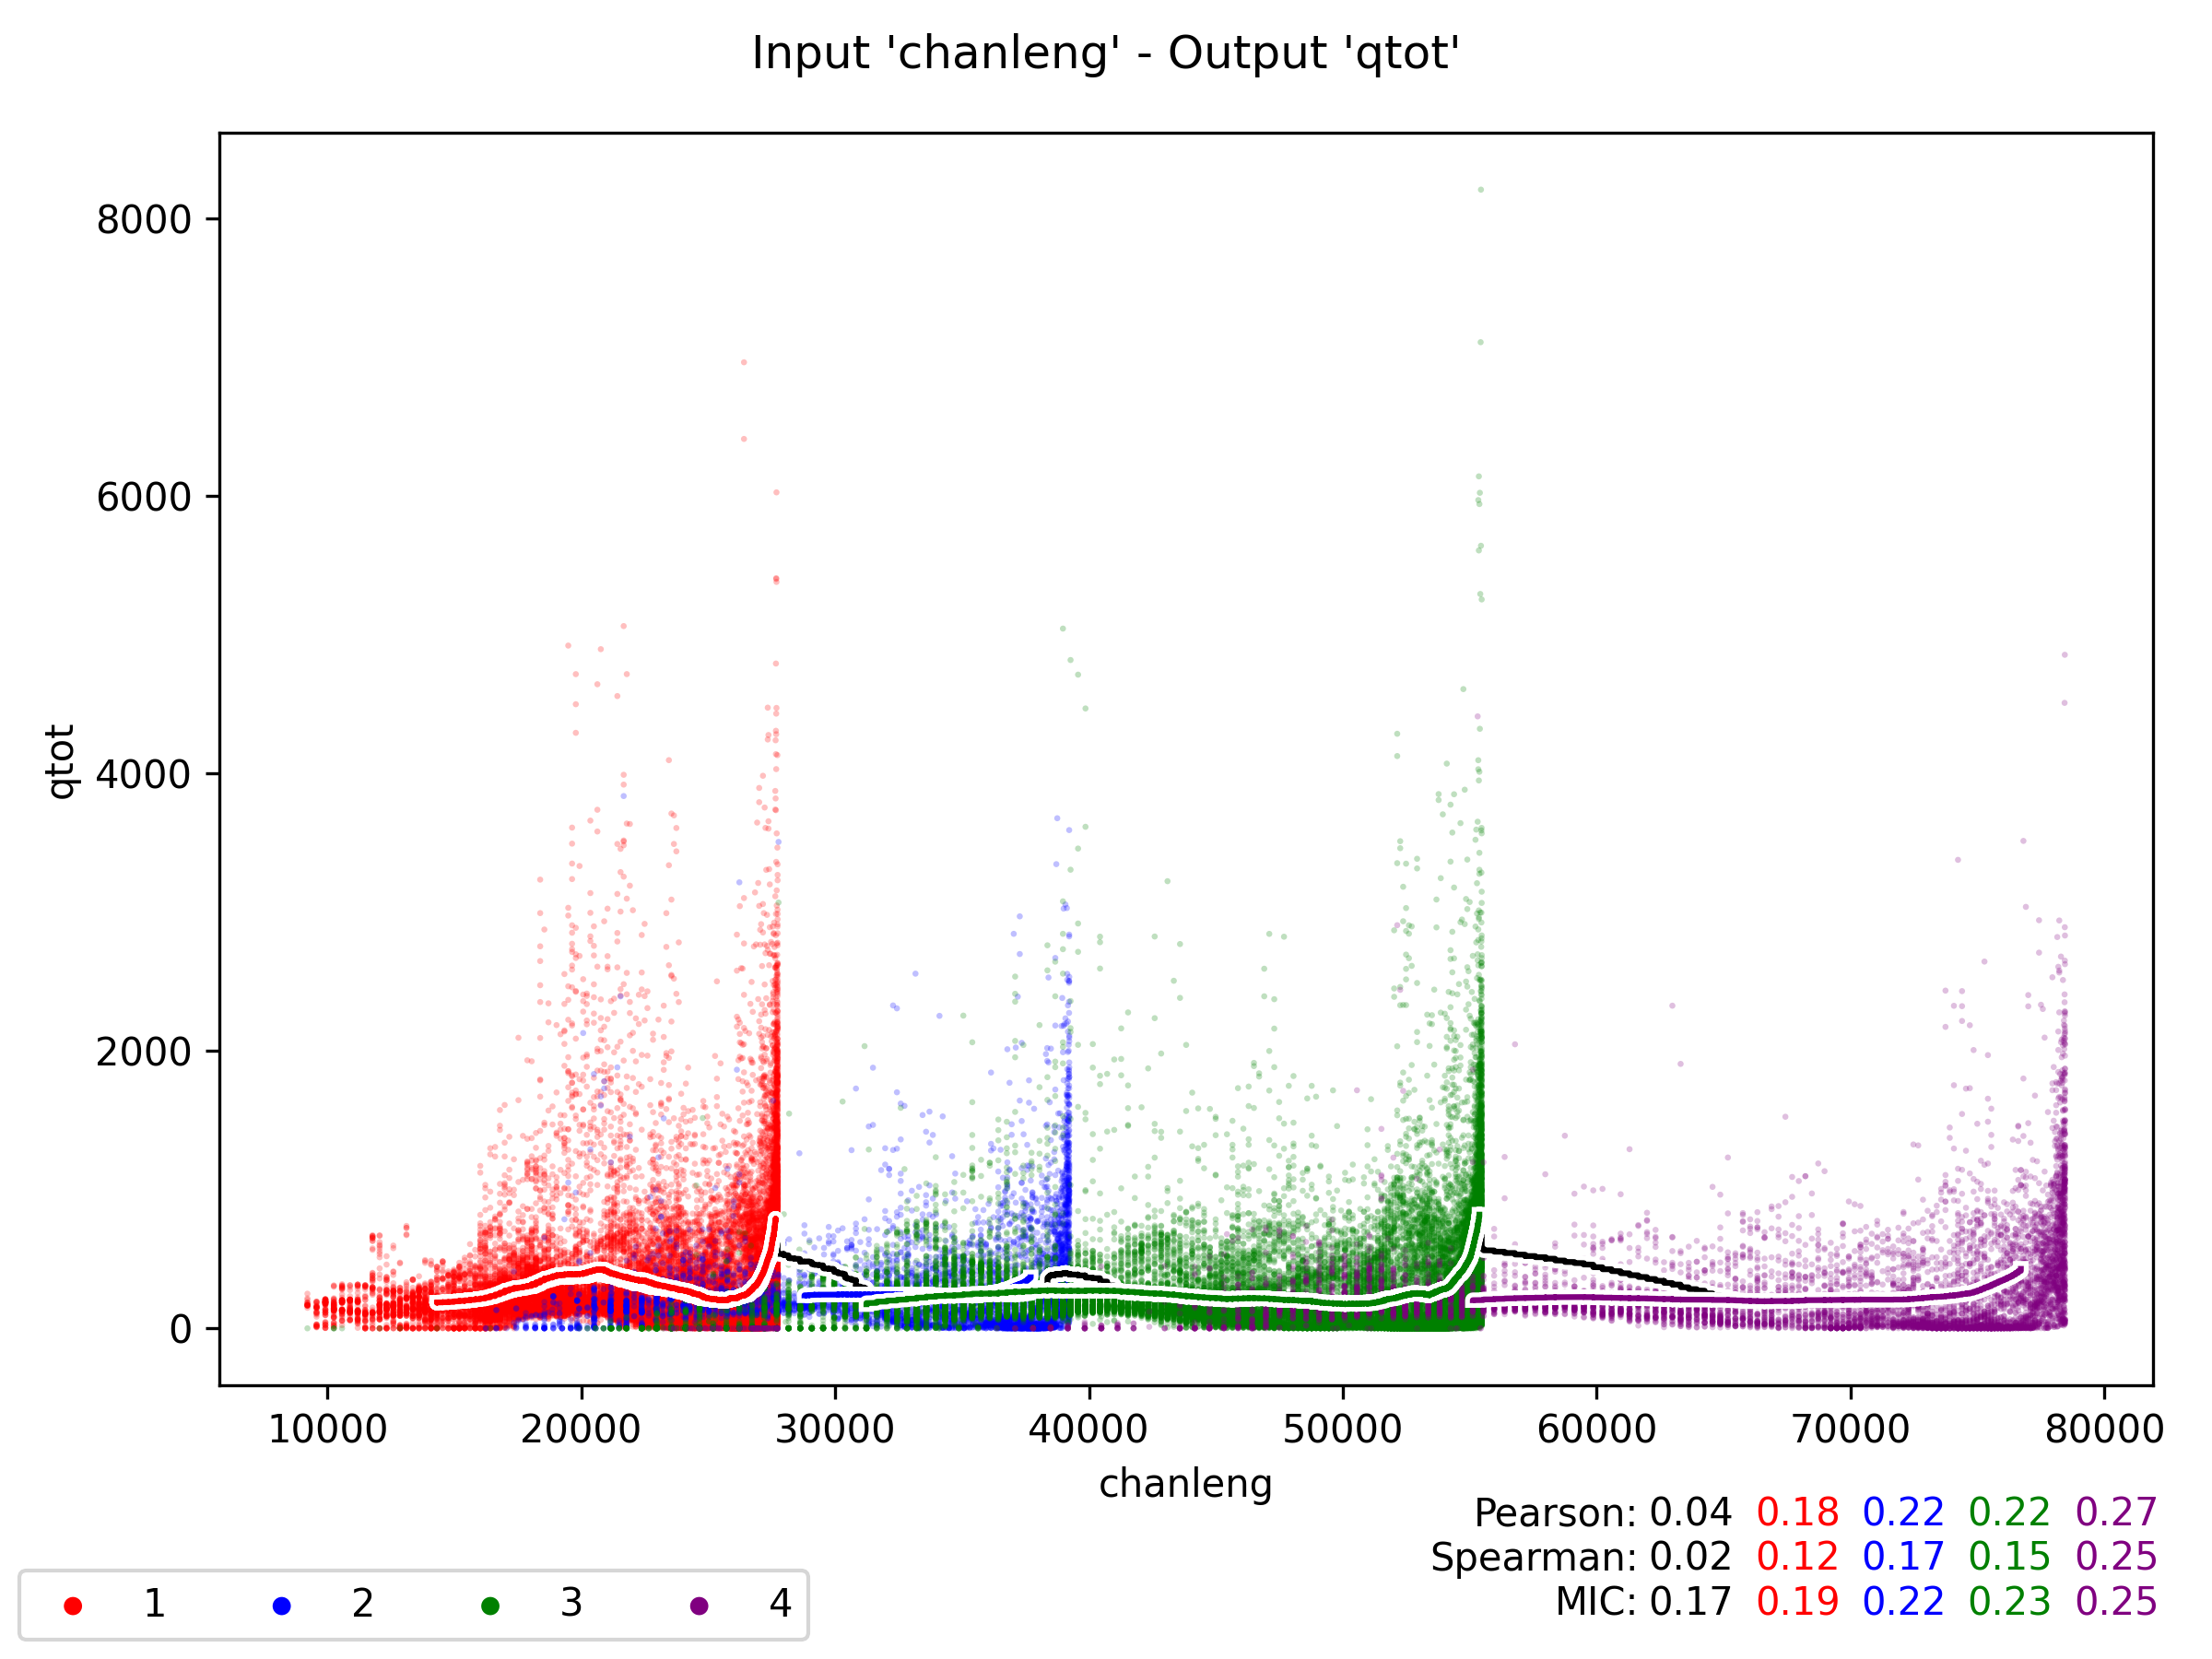 Input 'chanleng' - Output 'qtot'
8000
6000
4000
2000
0
qtot
10000 20000 30000 40000 50000 60000 70000 80000
chanleng
Pearson: 0.04 0.18 0.22 0.22 0.27
Spearman: 0.02 0.12 0.17 0.15 0.25
MIC: 0.17 0.19 0.22 0.23 0.25
1 2 3 4